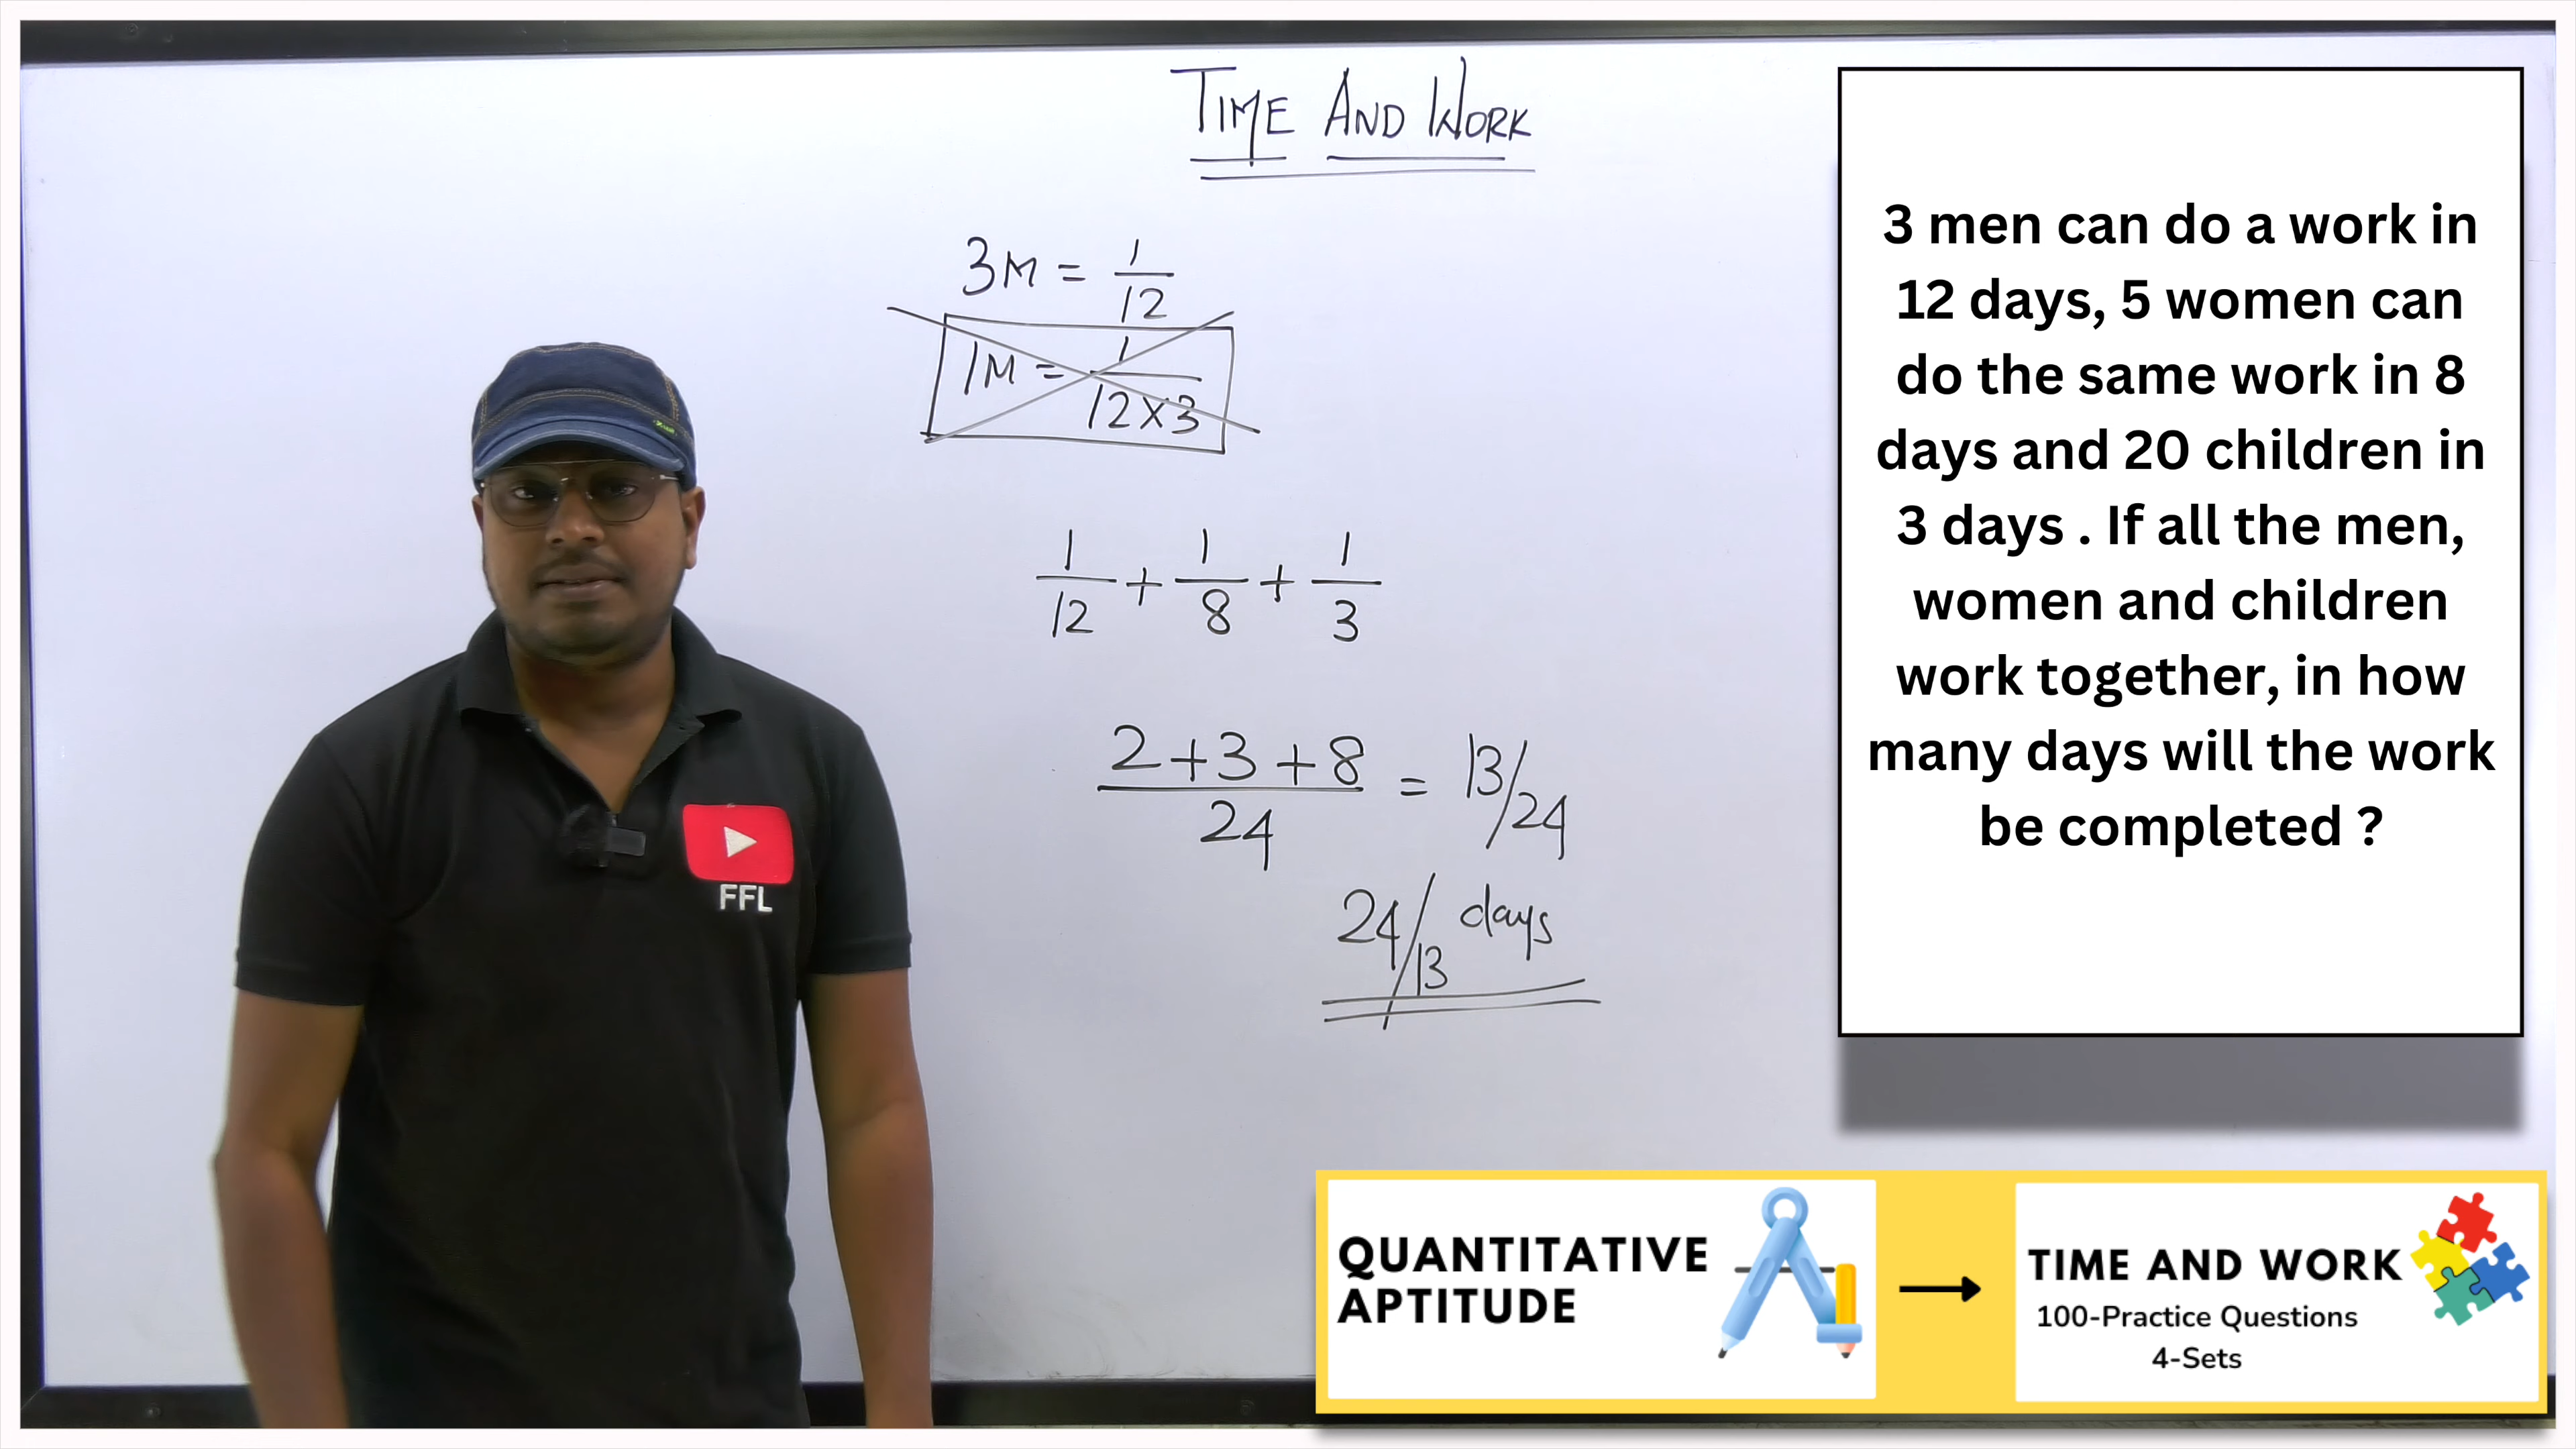 TIME AND WORK
3M = 1/12
1M = 1/12×3
1/12 + 1/8 + 1/3
2+3+8/24 = 13/24
24/13 days
FFL
3 men can do a work in
12 days, 5 women can
do the same work in 8
days and 20 children in
3 days . If all the men,
women and children
work together, in how
many days will the work
be completed ?
QUANTITATIVE
APTITUDE
TIME AND WORK
100-Practice Questions
4-Sets